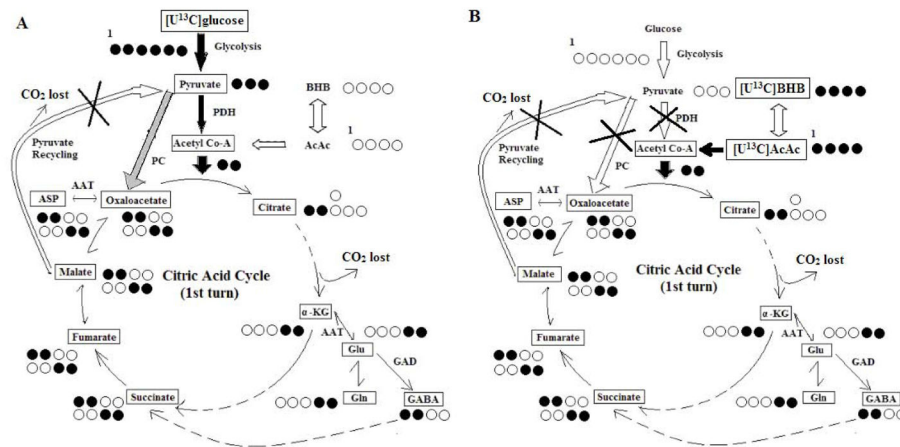 A
[U¹³C]glucose
1
Glycolysis
Pyruvate
CO₂ lost
BHB
PDH
Pyruvate
Recycling
1
Acetyl Co-A
AcAc
PC
AAT
ASP
Oxaloacetate
Citrate
CO₂ lost
Malate
Citric Acid Cycle
(1st turn)
α-KG
AAT
Fumarate
Glu
GAD
Succinate
Gln
GABA
B
Glucose
1
Glycolysis
Pyruvate
[U¹³C]BHB
CO₂ lost
PDH
1
Pyruvate
Recycling
Acetyl Co-A
[U¹³C]AcAc
PC
AAT
ASP
Oxaloacetate
Citrate
CO₂ lost
Malate
Citric Acid Cycle
(1st turn)
α-KG
AAT
Fumarate
Glu
GAD
Succinate
Gln
GABA